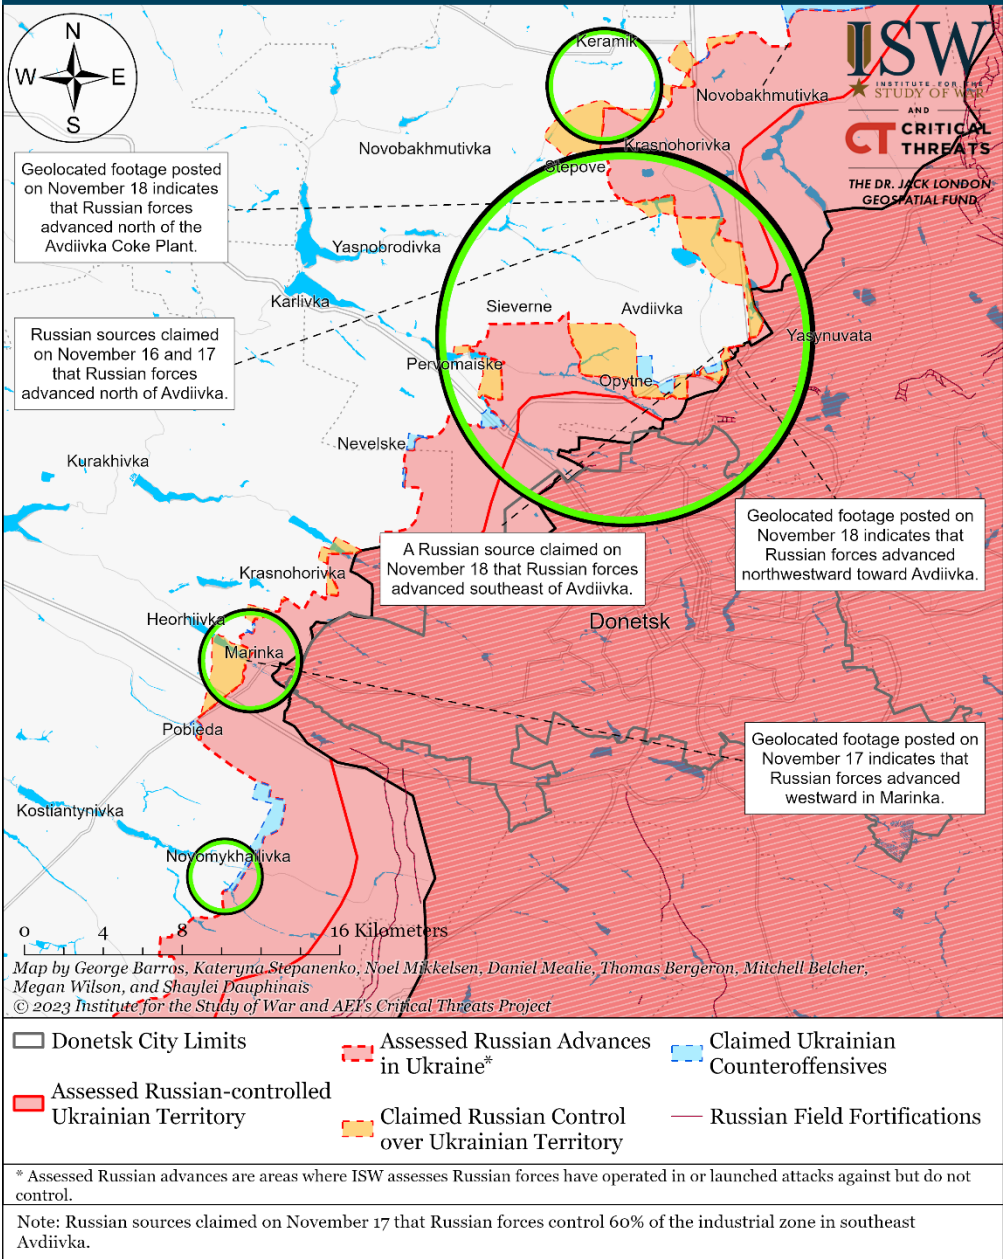 N
W E
S
ISW
INSTITUTE FOR THE
STUDY OF WAR
AND
CT CRITICAL
THREATS
THE DR. JACK LONDON
GEOSPATIAL FUND
Keramik
Novobakhmutivka
Novobakhmutivka
Krasnohorivka
Stepove
Geolocated footage posted
on November 18 indicates
that Russian forces
advanced north of the
Avdiivka Coke Plant.
Yasnobrodivka
Karlivka
Sieverne
Avdiivka
Yasynuvata
Russian sources claimed
on November 16 and 17
that Russian forces
advanced north of Avdiivka.
Pervomaiske
Opytne
Nevelske
Kurakhivka
Geolocated footage posted on
November 18 indicates that
Russian forces advanced
northwestward toward Avdiivka.
A Russian source claimed on
November 18 that Russian forces
advanced southeast of Avdiivka.
Krasnohorivka
Heorhiivka
Donetsk
Marinka
Pobieda
Geolocated footage posted on
November 17 indicates that
Russian forces advanced
westward in Marinka.
Kostiantynivka
Novomykhailivka
0 4 8 16 Kilometers
Map by George Barros, Kateryna Stepanenko, Noel Mikkelsen, Daniel Mealie, Thomas Bergeron, Mitchell Belcher,
Megan Wilson, and Shaylei Dauphinais
© 2023 Institute for the Study of War and AEI's Critical Threats Project
Donetsk City Limits
Assessed Russian-controlled
Ukrainian Territory
Assessed Russian Advances
in Ukraine*
Claimed Russian Control
over Ukrainian Territory
Claimed Ukrainian
Counteroffensives
Russian Field Fortifications
* Assessed Russian advances are areas where ISW assesses Russian forces have operated in or launched attacks against but do not
control.
Note: Russian sources claimed on November 17 that Russian forces control 60% of the industrial zone in southeast
Avdiivka.